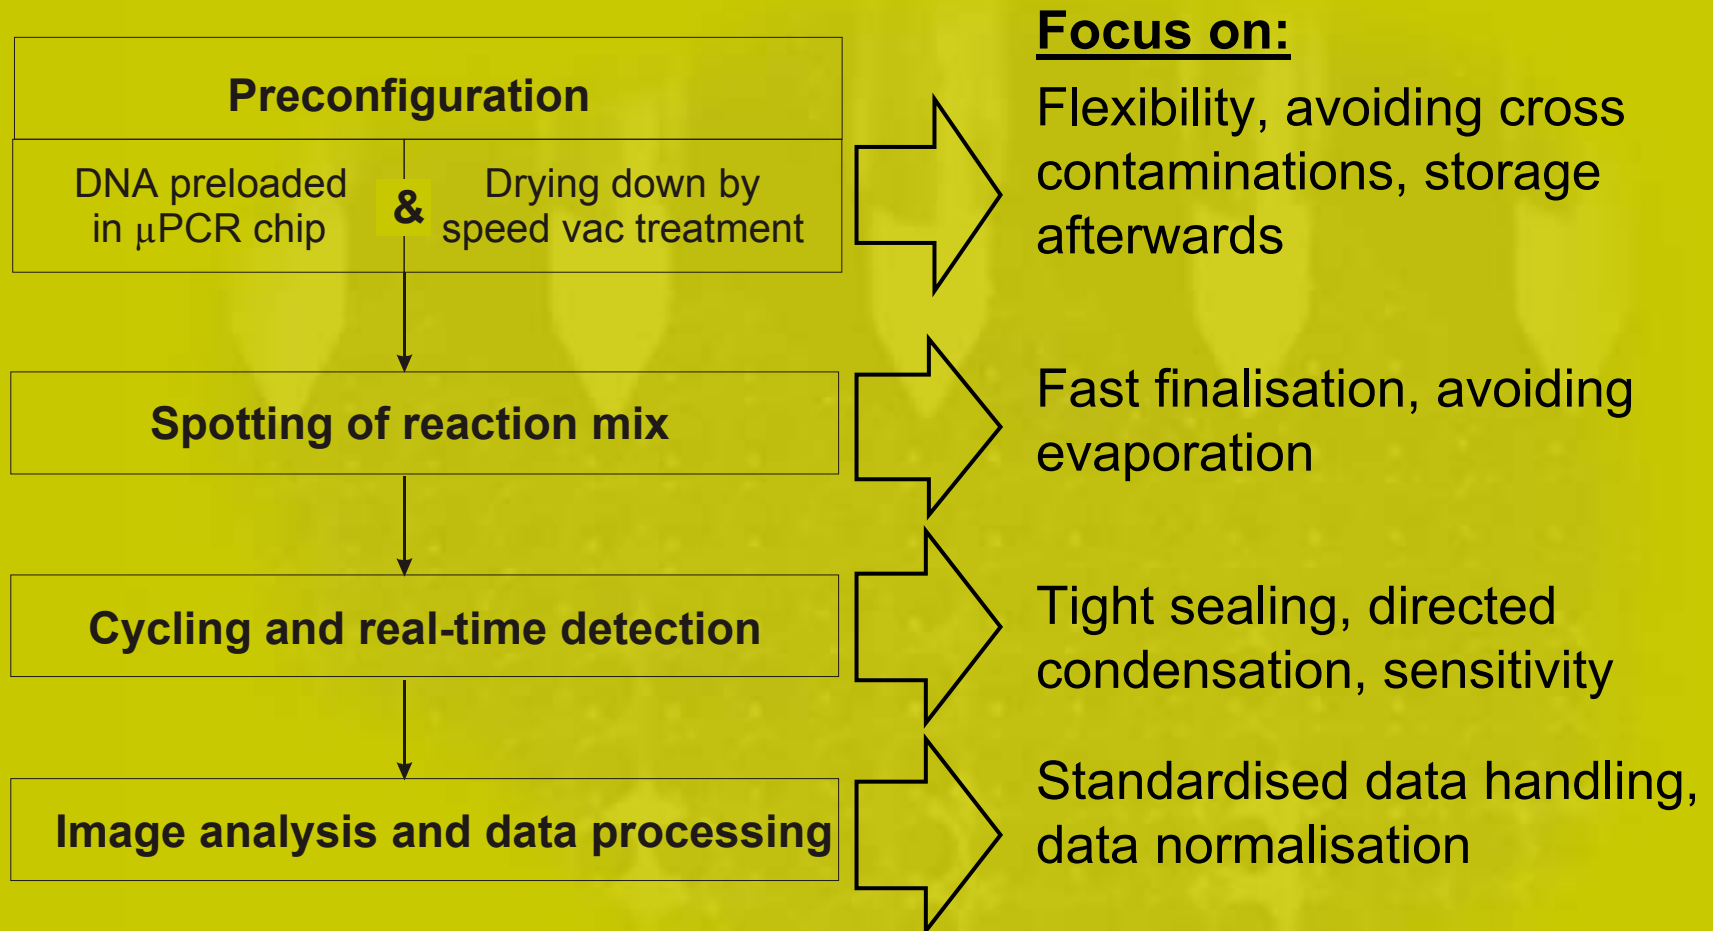 Focus on:
Preconfiguration
DNA preloaded
in μPCR chip
&
Drying down by
speed vac treatment
Flexibility, avoiding cross
contaminations, storage
afterwards
Spotting of reaction mix
Fast finalisation, avoiding
evaporation
Cycling and real-time detection
Tight sealing, directed
condensation, sensitivity
Image analysis and data processing
Standardised data handling,
data normalisation